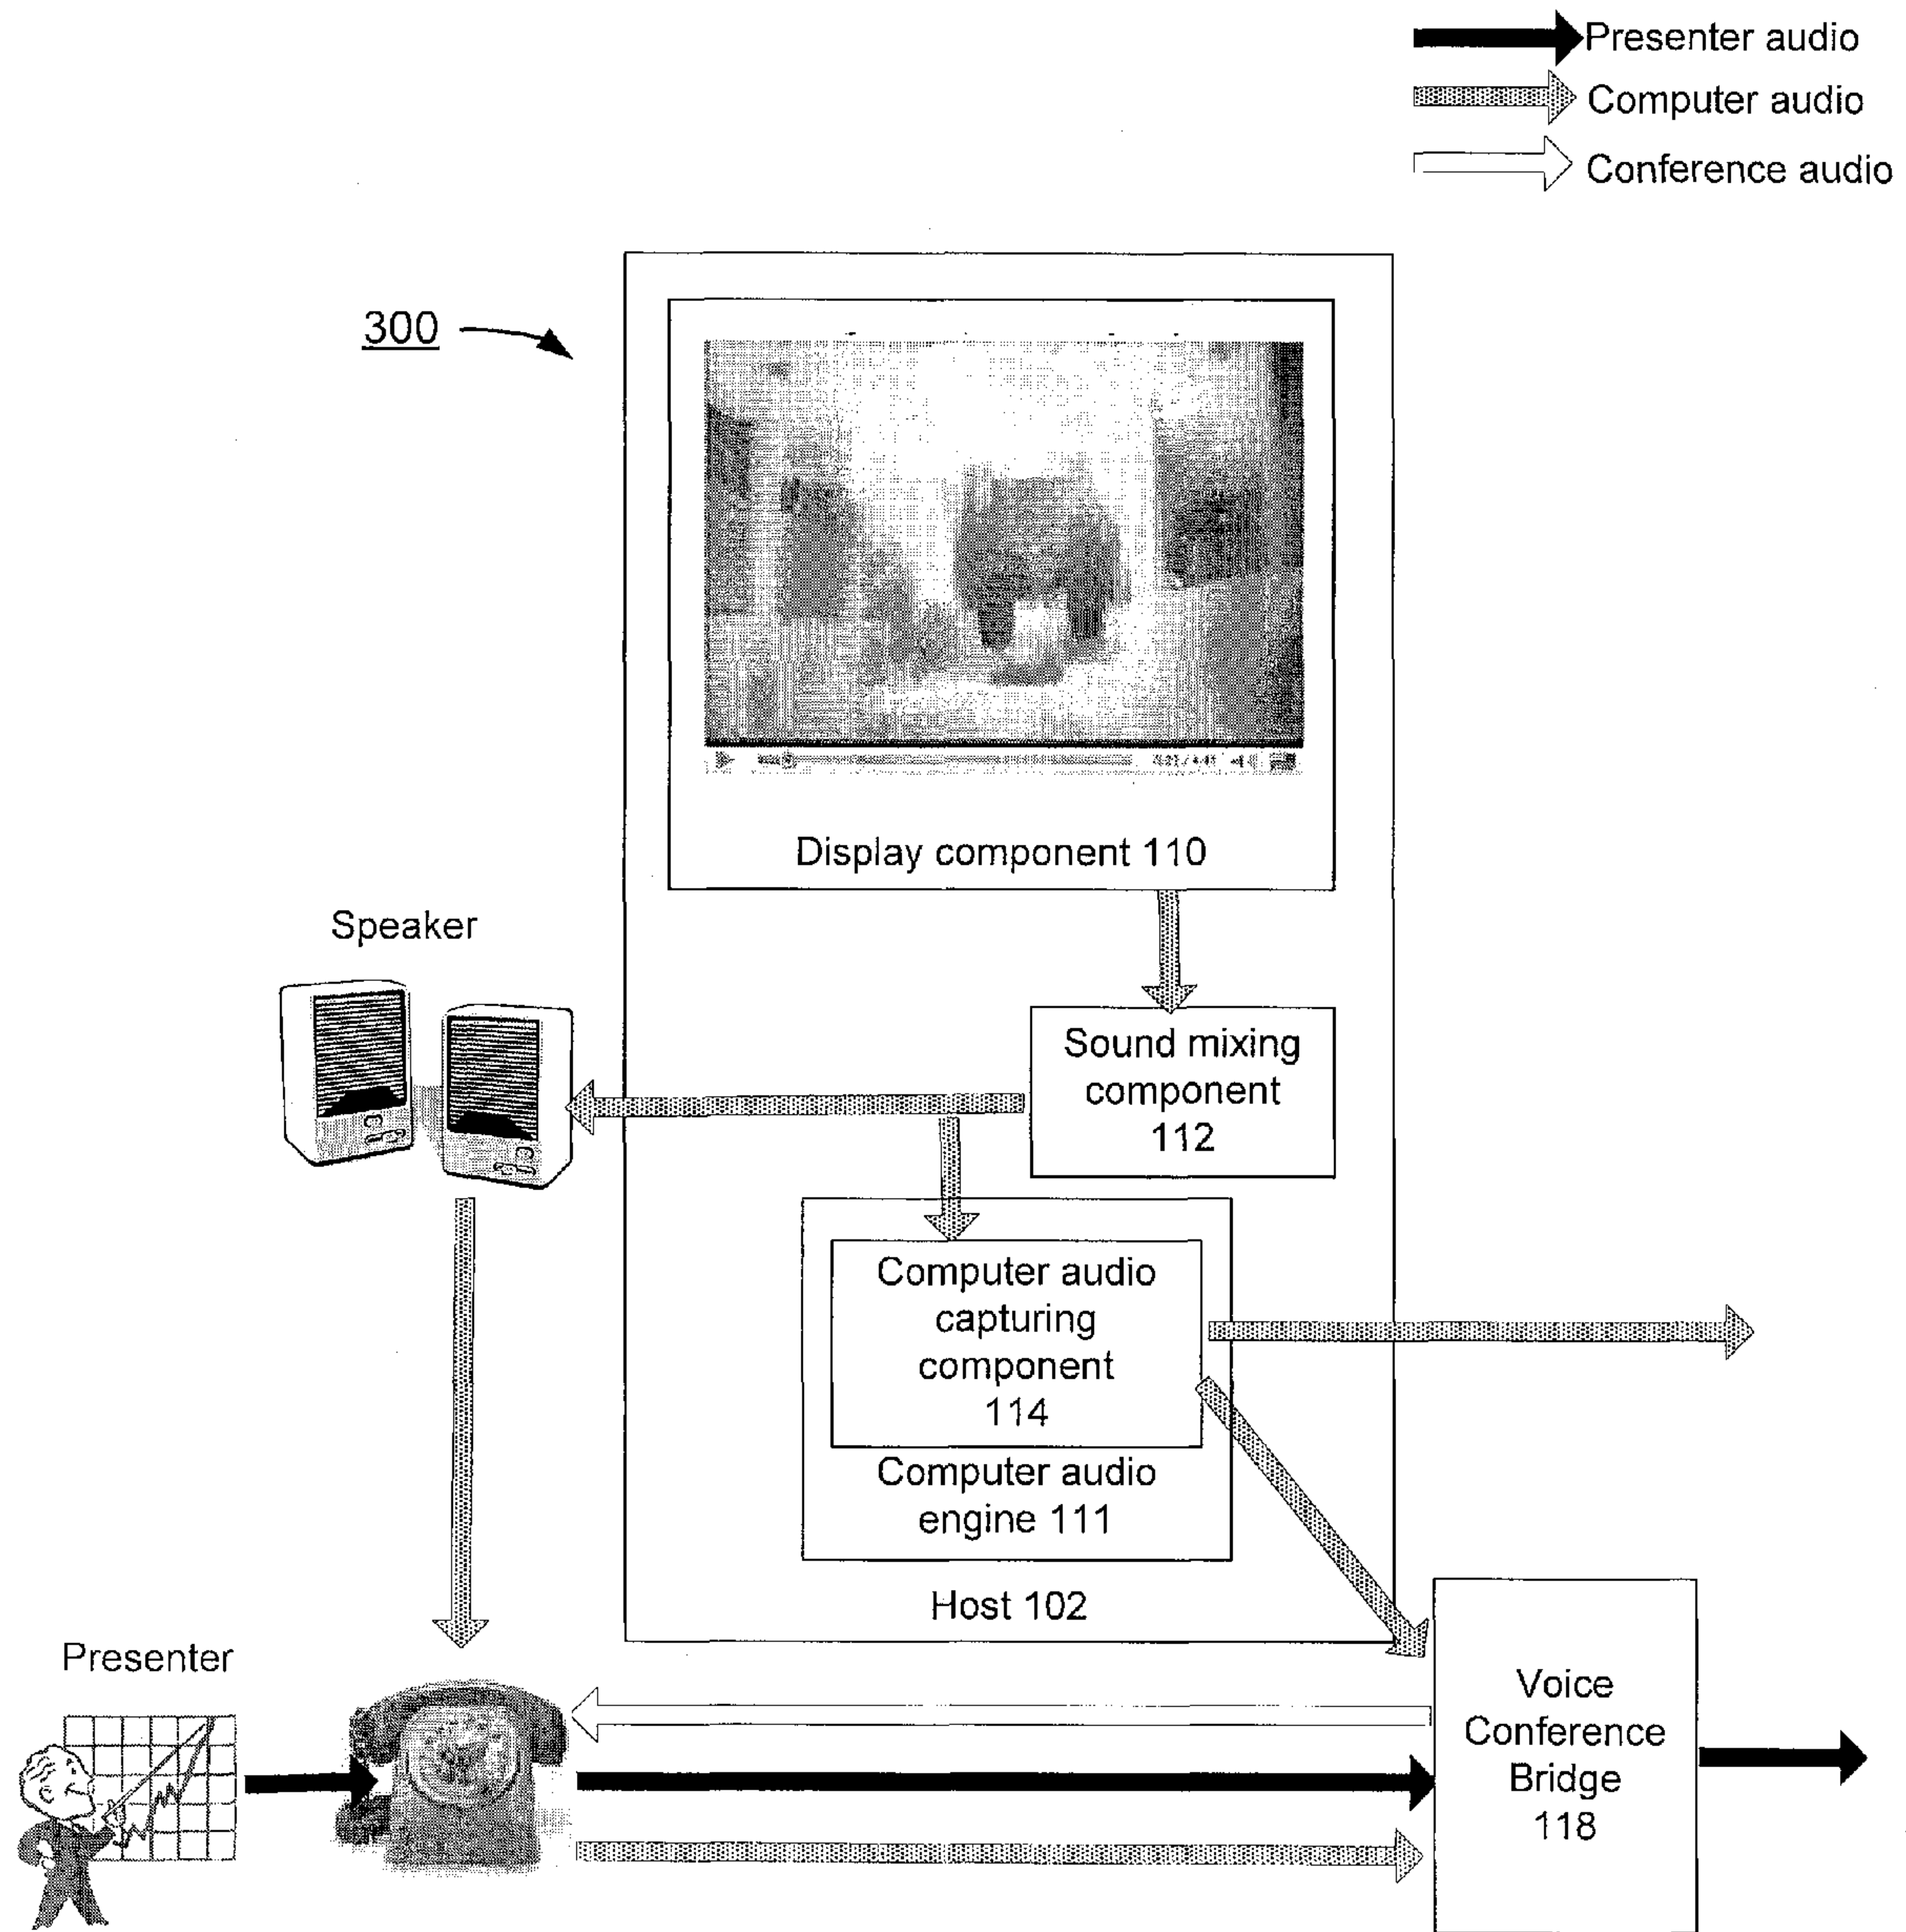 Presenter audio
Computer audio
Conference audio
300
Display component 110
Speaker
Sound mixing
component
112
Computer audio
capturing
component
114
Computer audio
engine 111
Host 102
Presenter
Voice
Conference
Bridge
118